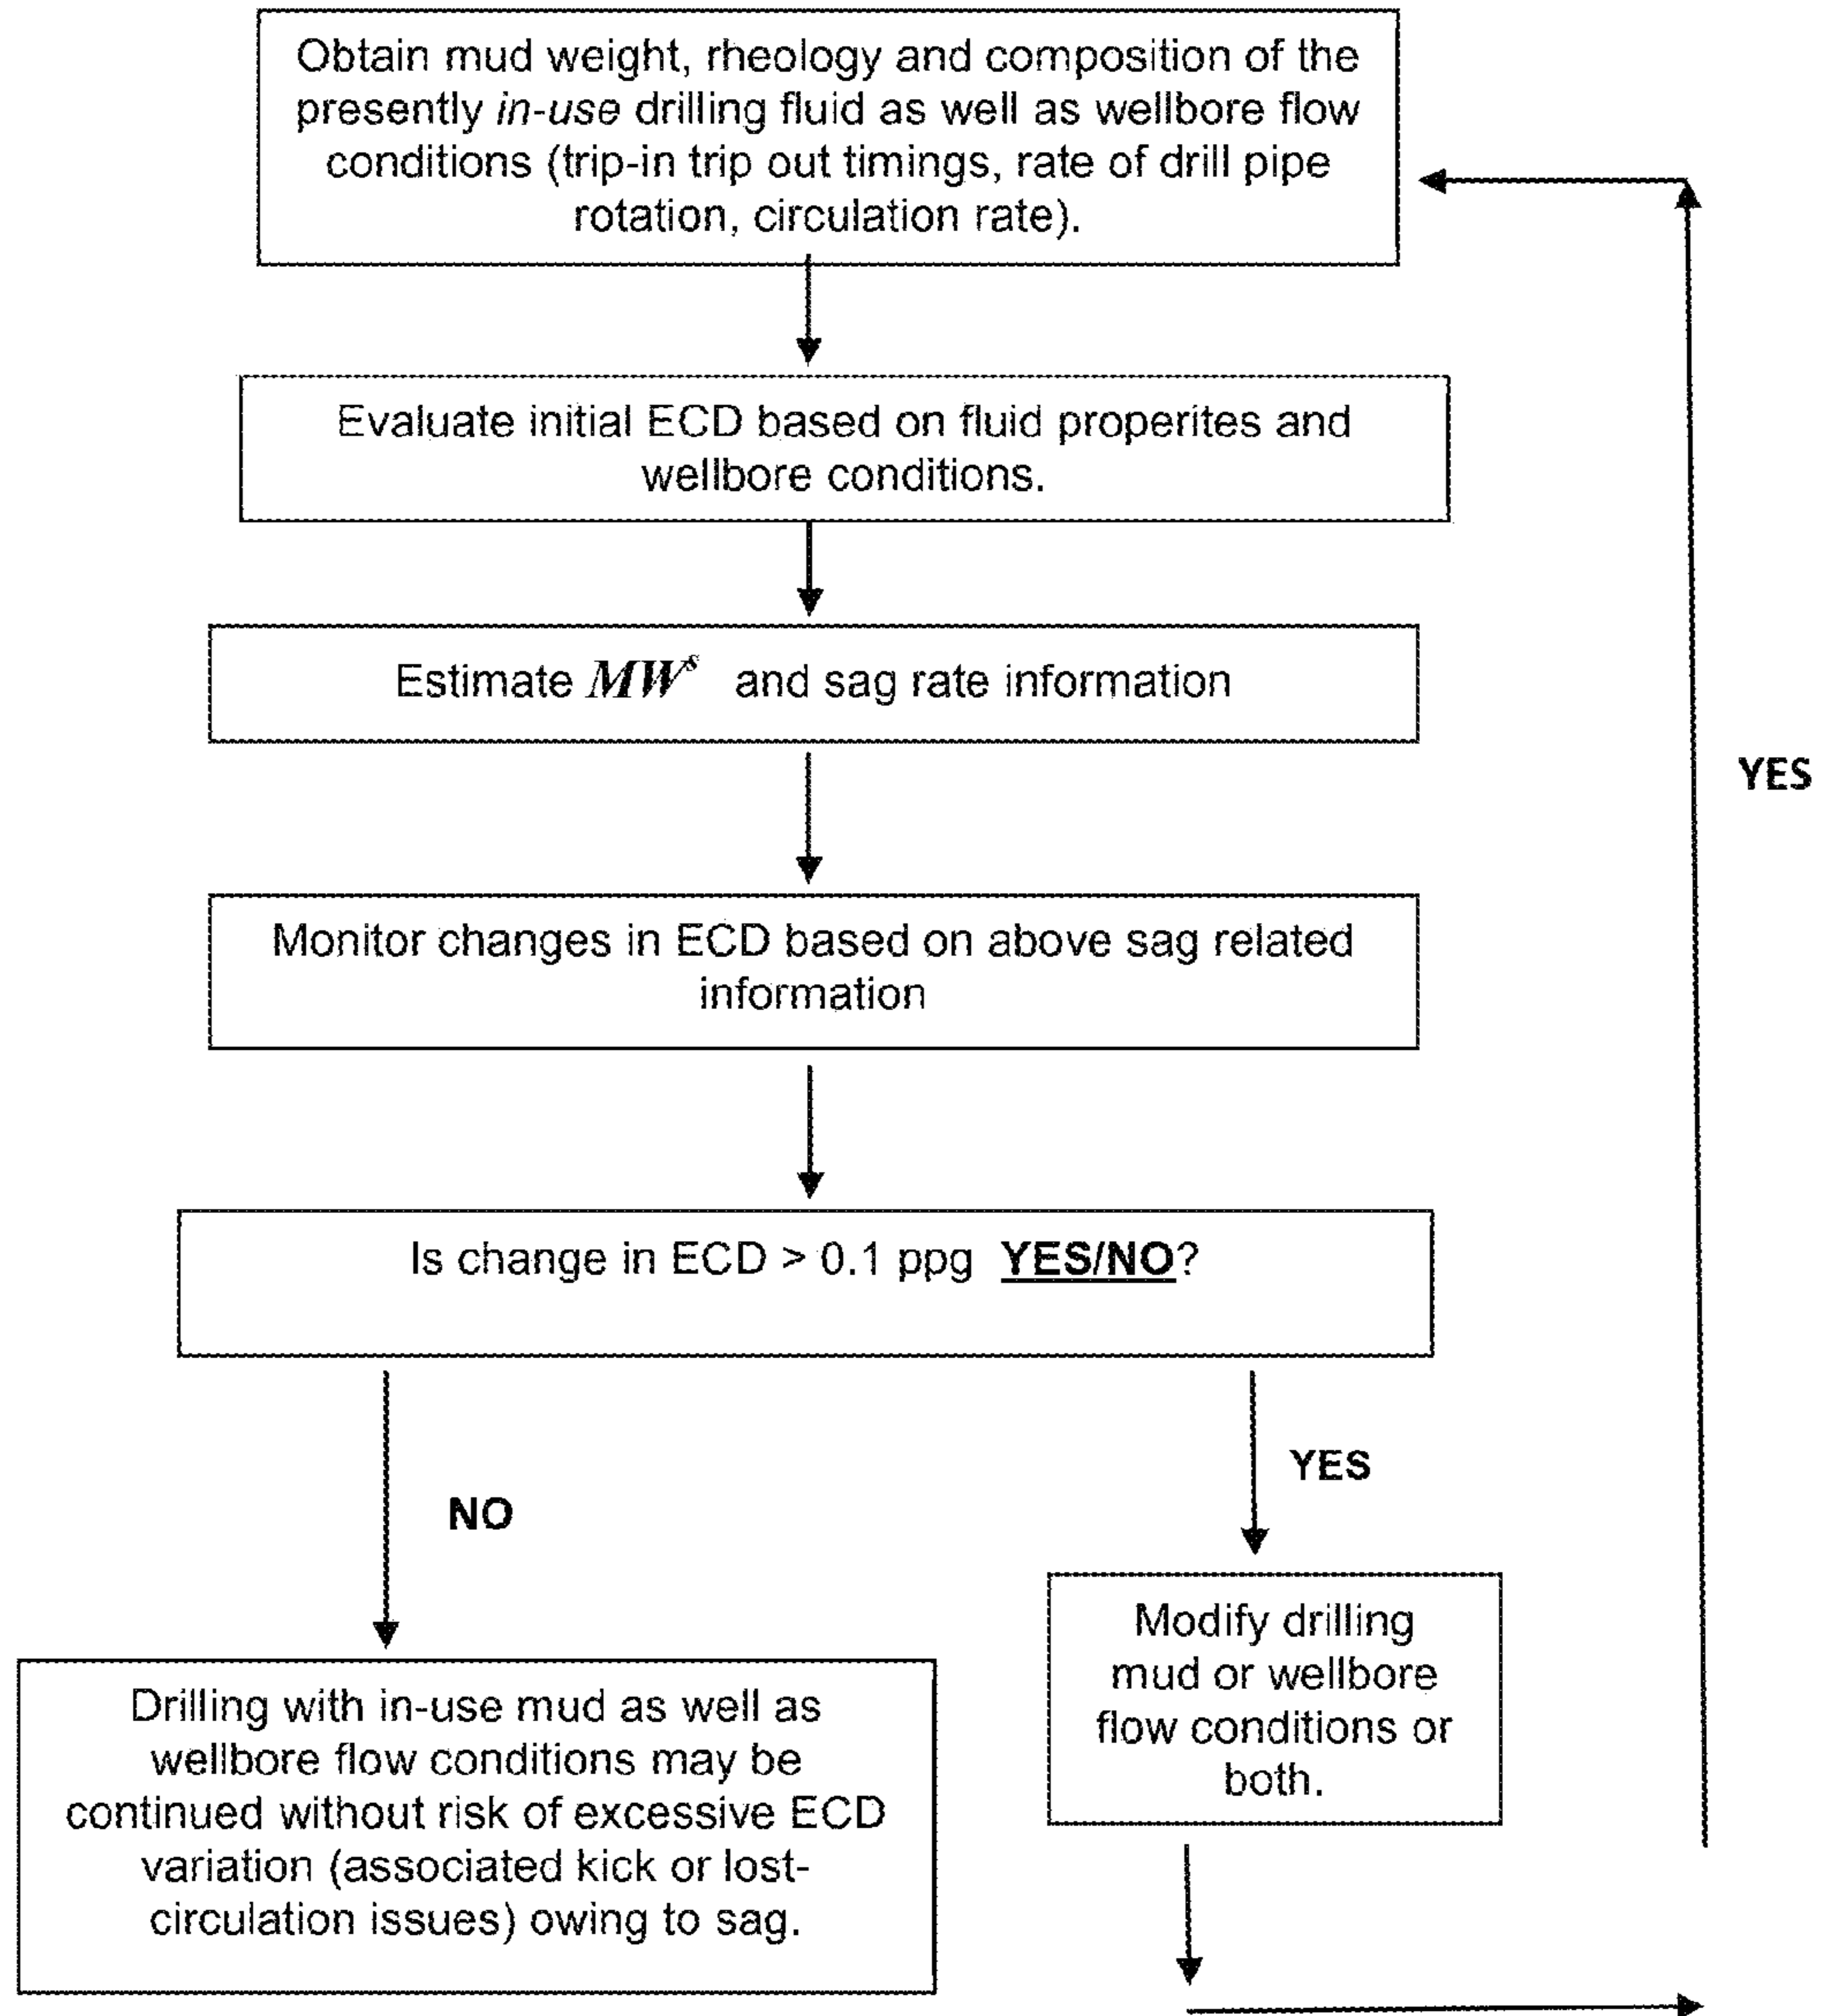 Obtain mud weight, rheology and composition of the
presently in-use drilling fluid as well as wellbore flow
conditions (trip-in trip out timings, rate of drill pipe
rotation, circulation rate).
Evaluate initial ECD based on fluid properites and
wellbore conditions.
Estimate MWˢ and sag rate information
YES
Monitor changes in ECD based on above sag related
information
Is change in ECD > 0.1 ppg YES/NO?
NO
YES
Drilling with in-use mud as well as
wellbore flow conditions may be
continued without risk of excessive ECD
variation (associated kick or lost-
circulation issues) owing to sag.
Modify drilling
mud or wellbore
flow conditions or
both.